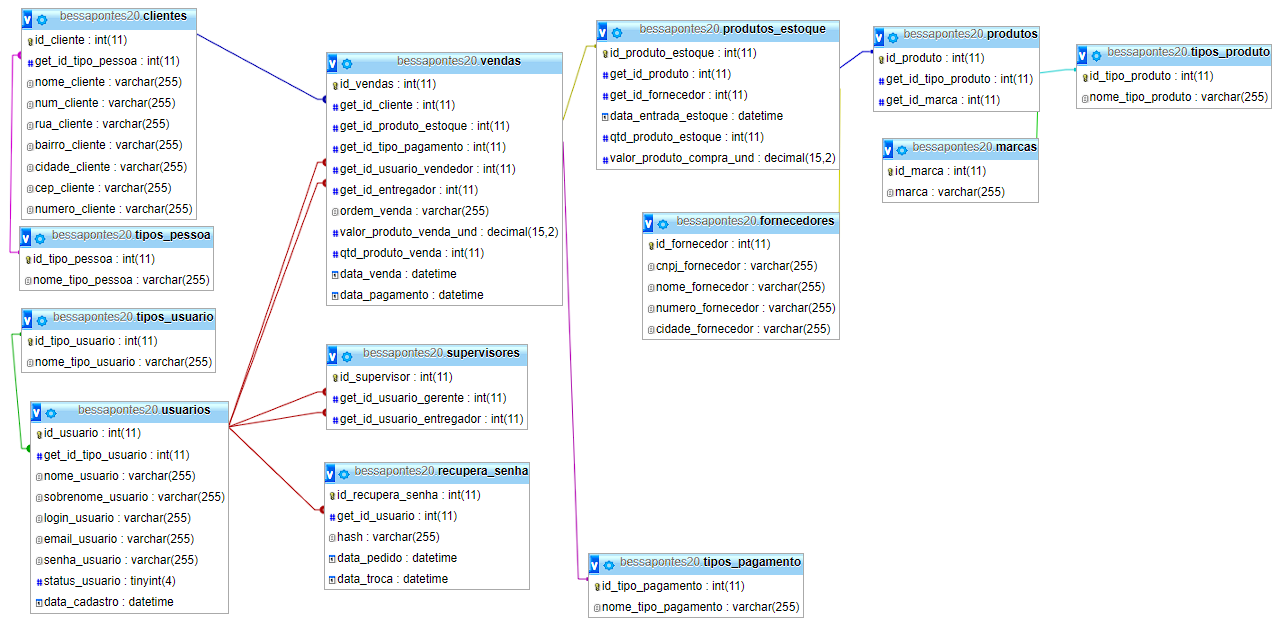 bessapontes20.clientes
id_cliente : int(11)
get_id_tipo_pessoa : int(11)
nome_cliente : varchar(255)
num_cliente : varchar(255)
rua_cliente : varchar(255)
bairro_cliente : varchar(255)
cidade_cliente : varchar(255)
cep_cliente : varchar(255)
numero_cliente : varchar(255)
bessapontes20.tipos_pessoa
id_tipo_pessoa : int(11)
nome_tipo_pessoa : varchar(255)
bessapontes20.tipos_usuario
id_tipo_usuario : int(11)
nome_tipo_usuario : varchar(255)
bessapontes20.usuarios
id_usuario : int(11)
get_id_tipo_usuario : int(11)
nome_usuario : varchar(255)
sobrenome_usuario : varchar(255)
login_usuario : varchar(255)
email_usuario : varchar(255)
senha_usuario : varchar(255)
status_usuario : tinyint(4)
data_cadastro : datetime
bessapontes20.vendas
id_vendas : int(11)
get_id_cliente : int(11)
get_id_produto_estoque : int(11)
get_id_tipo_pagamento : int(11)
get_id_usuario_vendedor : int(11)
get_id_entregador : int(11)
ordem_venda : varchar(255)
valor_produto_venda_und : decimal(15,2)
qtd_produto_venda : int(11)
data_venda : datetime
data_pagamento : datetime
bessapontes20.supervisores
id_supervisor : int(11)
get_id_usuario_gerente : int(11)
get_id_usuario_entregador : int(11)
bessapontes20.recupera_senha
id_recupera_senha : int(11)
get_id_usuario : int(11)
hash : varchar(255)
data_pedido : datetime
data_troca : datetime
bessapontes20.produtos_estoque
id_produto_estoque : int(11)
get_id_produto : int(11)
get_id_fornecedor : int(11)
data_entrada_estoque : datetime
qtd_produto_estoque : int(11)
valor_produto_compra_und : decimal(15,2)
bessapontes20.fornecedores
id_fornecedor : int(11)
cnpj_fornecedor : varchar(255)
nome_fornecedor : varchar(255)
numero_fornecedor : varchar(255)
cidade_fornecedor : varchar(255)
bessapontes20.tipos_pagamento
id_tipo_pagamento : int(11)
nome_tipo_pagamento : varchar(255)
bessapontes20.produtos
id_produto : int(11)
get_id_tipo_produto : int(11)
get_id_marca : int(11)
bessapontes20.marcas
id_marca : int(11)
marca : varchar(255)
bessapontes20.tipos_produto
id_tipo_produto : int(11)
nome_tipo_produto : varchar(255)